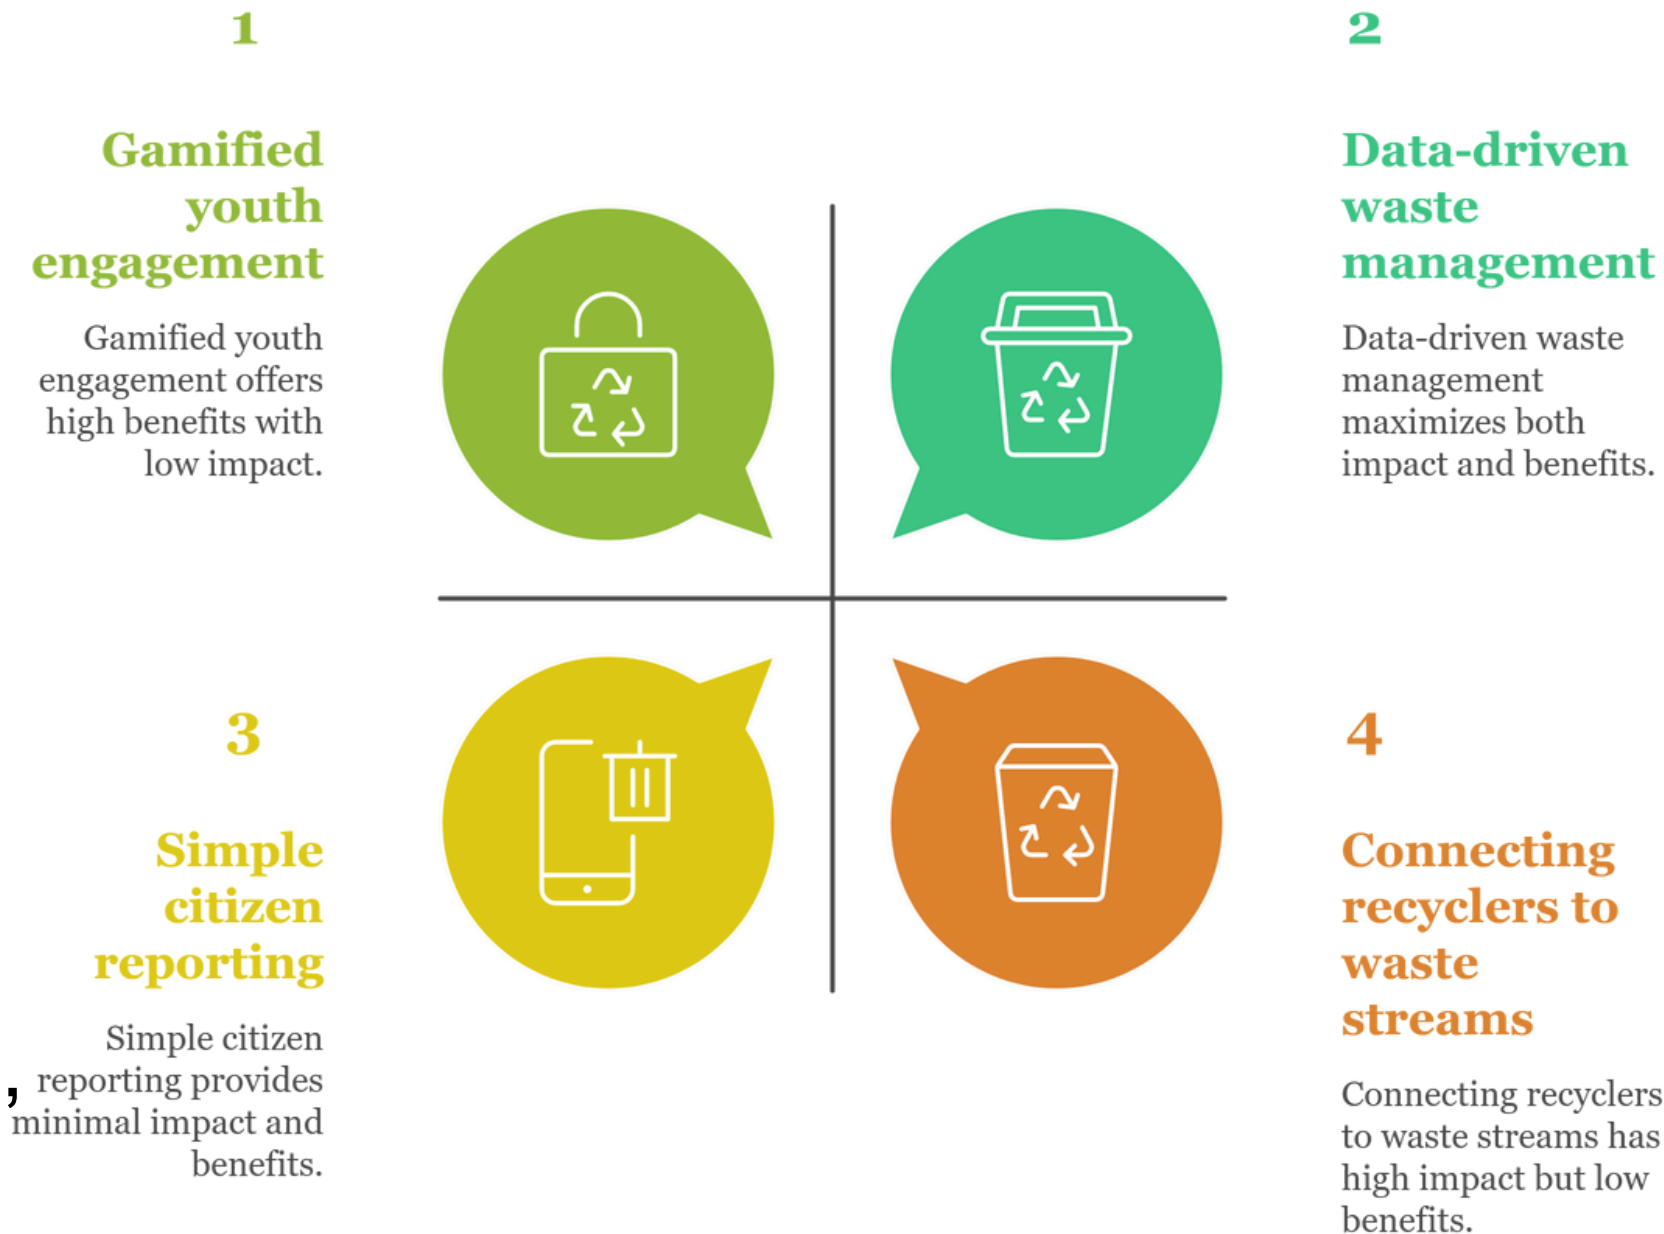 1
Gamified
youth
engagement
Gamified youth
engagement offers
high benefits with
low impact.
2
Data-driven
waste
management
Data-driven waste
management
maximizes both
impact and benefits.
3
Simple
citizen
reporting
Simple citizen
, reporting provides
minimal impact and
benefits.
4
Connecting
recyclers to
waste
streams
Connecting recyclers
to waste streams has
high impact but low
benefits.